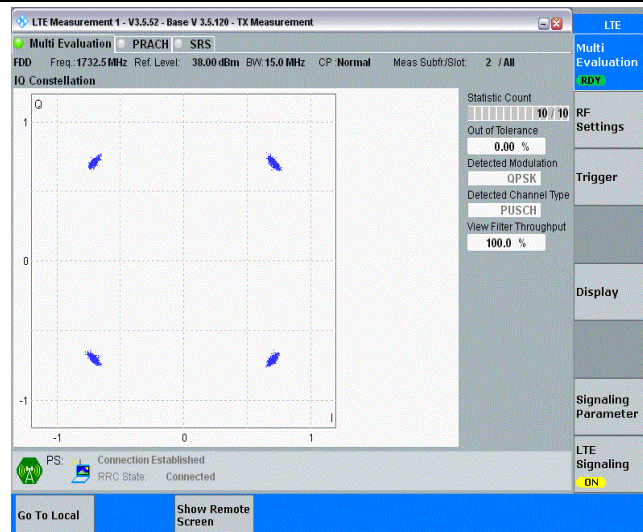 LTE Measurement 1 - V3.5.52 - Base V 3.5.120 - TX Measurement
LTE
Multi Evaluation PRACH SRS
FDD Freq.:1732.5 MHz Ref. Level: 38.00 dBm BW:15.0 MHz CP :Normal Meas Subfr./Slot: 2 / All
IQ Constellation
Multi
Evaluation
RDY
RF
Settings
Trigger
Display
Signaling
Parameter
LTE
Signaling
ON
Q
1
0
-1
-1 0 1
I
Statistic Count
10 / 10
Out of Tolerance
0.00 %
Detected Modulation
QPSK
Detected Channel Type
PUSCH
View Filter Throughput
100.0 %
PS: Connection Established
RRC State: Connected
Go To Local
Show Remote
Screen